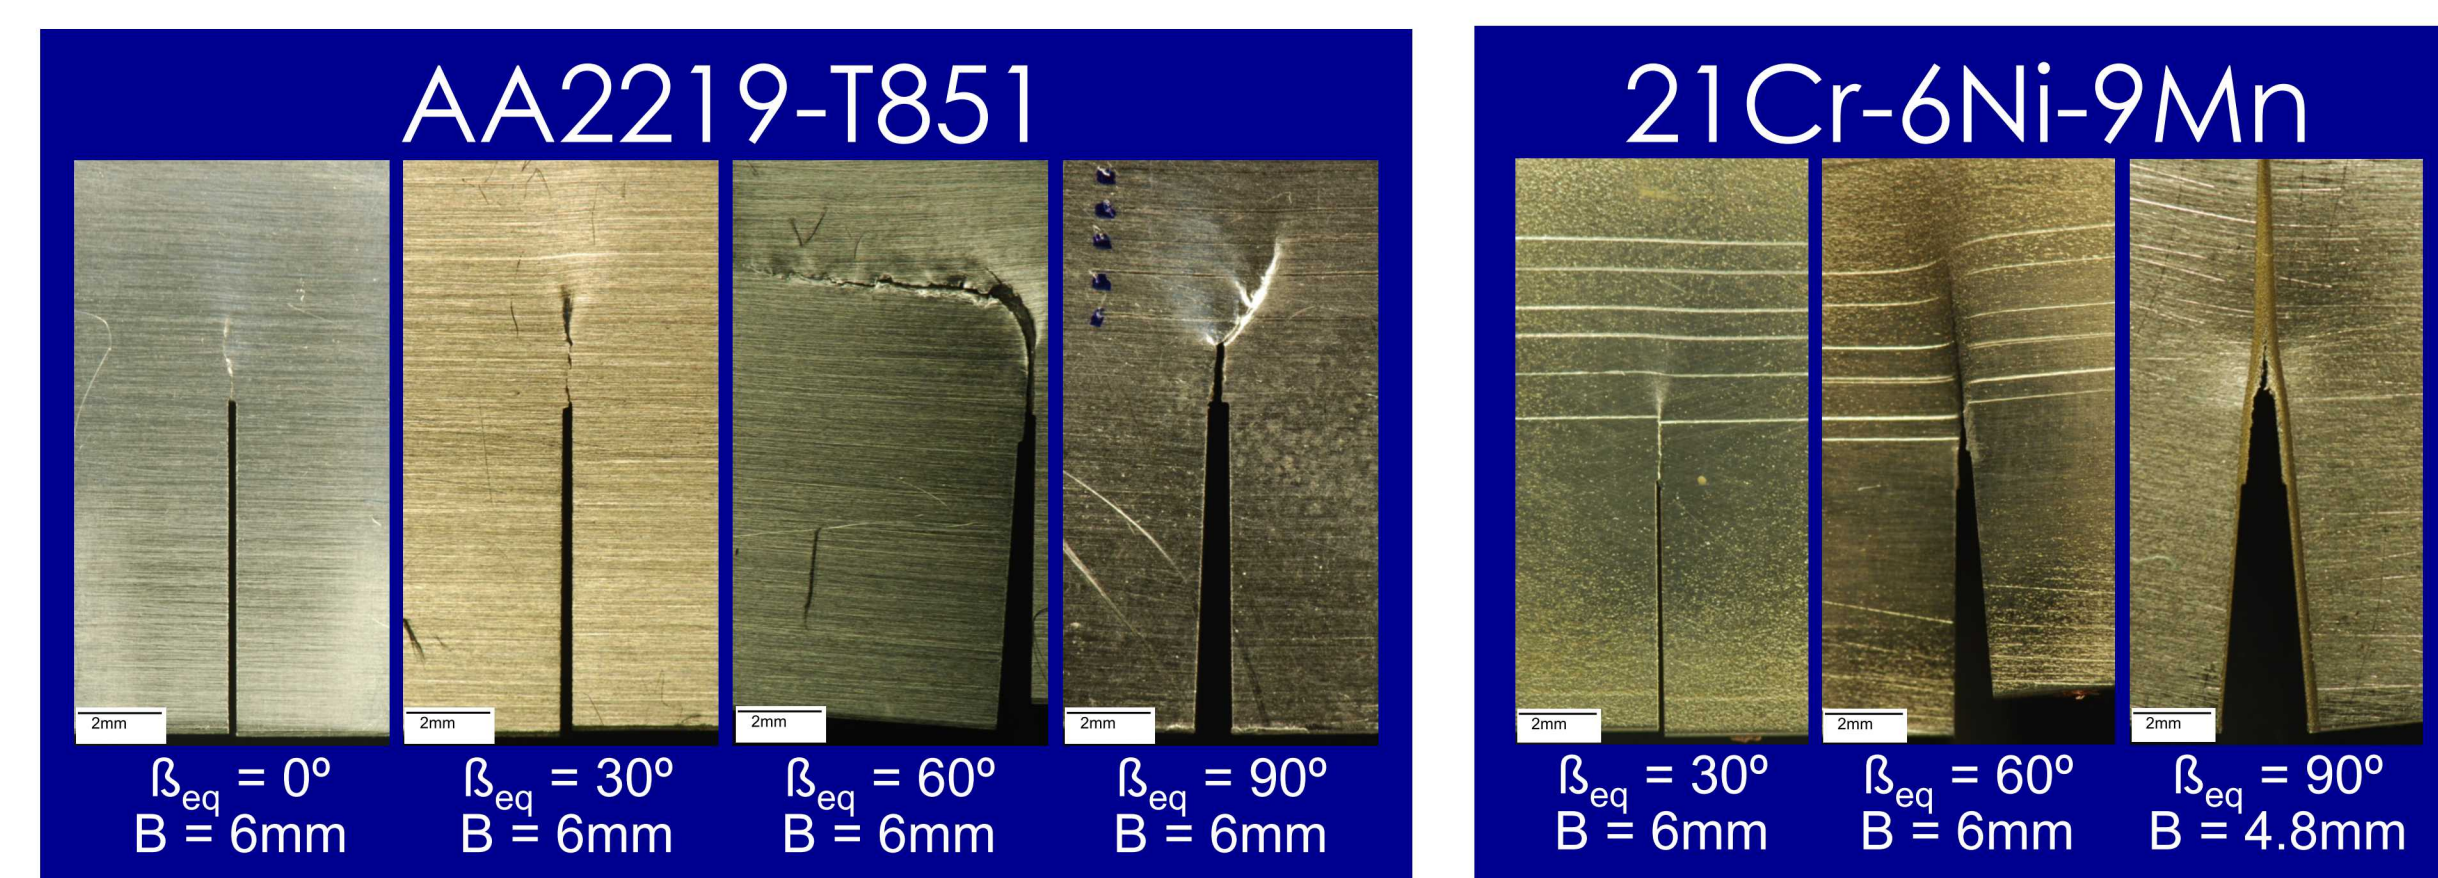 AA2219-T851
2mm
2mm
2mm
2mm
ßeq = 0º
B = 6mm
ßeq = 30º
B = 6mm
ßeq = 60º
B = 6mm
ßeq = 90º
B = 6mm
21Cr-6Ni-9Mn
2mm
2mm
2mm
ßeq = 30º
B = 6mm
ßeq = 60º
B = 6mm
ßeq = 90º
B = 4.8mm